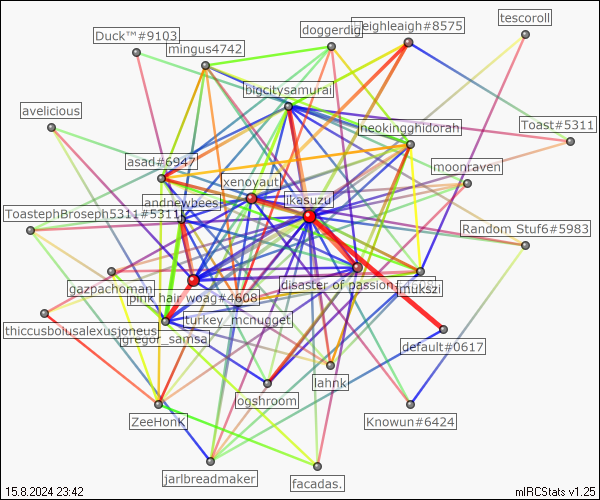 tescoroll
doggerdig
leighleigh#8575
Duck™#9103
mingus4742
bigcitysamurai
avelicious
Toast#5311
neokingghidorah
asad#6947
moonraven
xenoyaut
ikasuzu
andnewbees
ToastephBroseph5311#5311
Random Stuf6#5983
disaster of passion
mukszi
gazpachoman
pink hair woag#4608
turkey_mcnugget
thiccusboiusalexusjoneus
gregor_samsa
default#0617
lahnk
ogshroom
ZeeHonk
Knowun#6424
jarlbreadmaker
facadas.
15.8.2024 23:42
mIRCStats v1.25